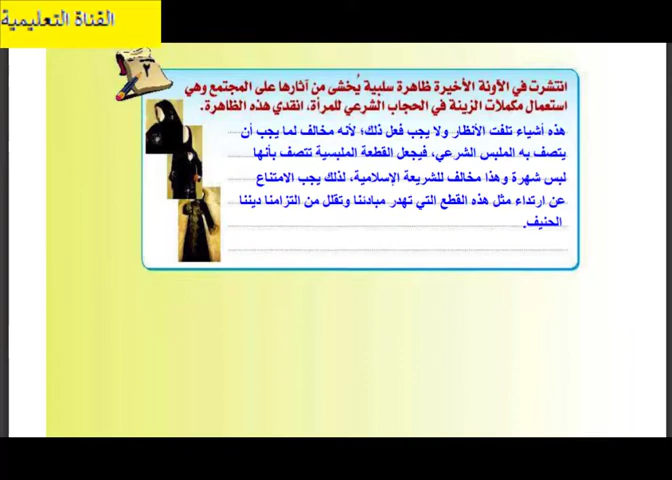 القناة التعليمية
٢
انتشرت في الآونة الأخيرة ظاهرة سلبية يُخشى من آثارها على المجتمع وهي
استعمال مكملات الزينة في الحجاب الشرعي للمرأة، انقدي هذه الظاهرة.
هذه أشياء تلفت الأنظار ولا يجب فعل ذلك؛ لأنه مخالف لما يجب أن
يتصف به الملبس الشرعي، فيجعل القطعة الملبسية تتصف بأنها
لبس شهرة وهذا مخالف للشريعة الإسلامية، لذلك يجب الامتناع
عن ارتداء مثل هذه القطع التي تهدر مبادئنا وتقلل من التزامنا ديننا
الحنيف.